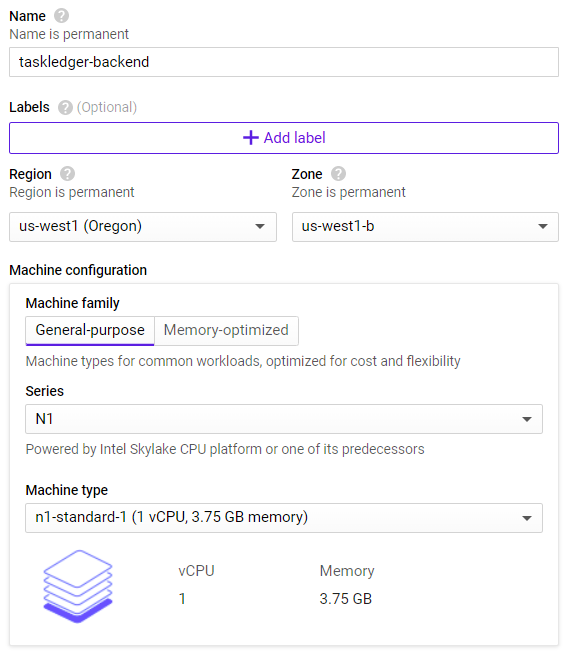 Name ?
Name is permanent
taskledger-backend
Labels ? (Optional)
+ Add label
Region ? Zone ?
Region is permanent Zone is permanent
us-west1 (Oregon) us-west1-b
Machine configuration
Machine family
General-purpose Memory-optimized
Machine types for common workloads, optimized for cost and flexibility
Series
N1
Powered by Intel Skylake CPU platform or one of its predecessors
Machine type
n1-standard-1 (1 vCPU, 3.75 GB memory)
vCPU Memory
1 3.75 GB